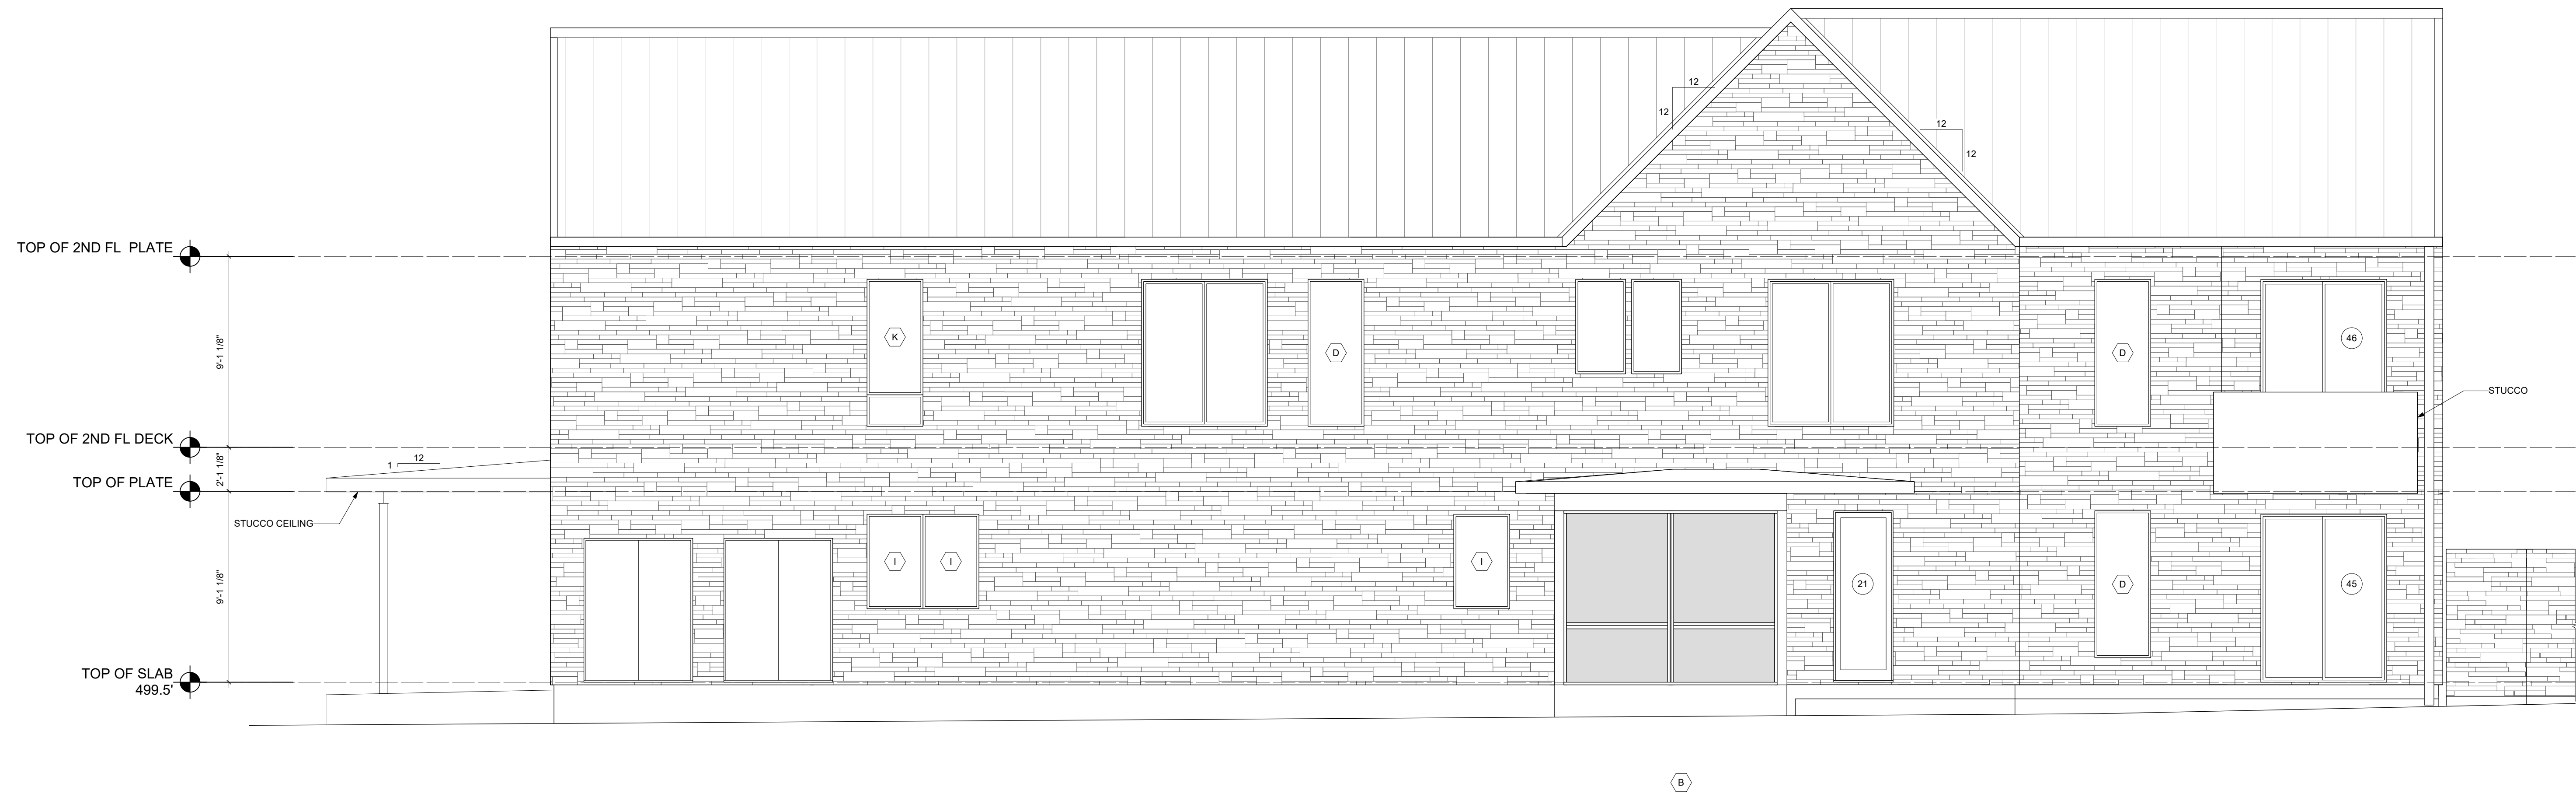 12
12
12
12
TOP OF 2ND FL PLATE
9'-1 1/8"
K
D
D
46
STUCCO
TOP OF 2ND FL DECK
2'-1 1/8"
1
12
TOP OF PLATE
STUCCO CEILING
9'-1 1/8"
I
I
I
21
D
45
TOP OF SLAB
499.5'
B